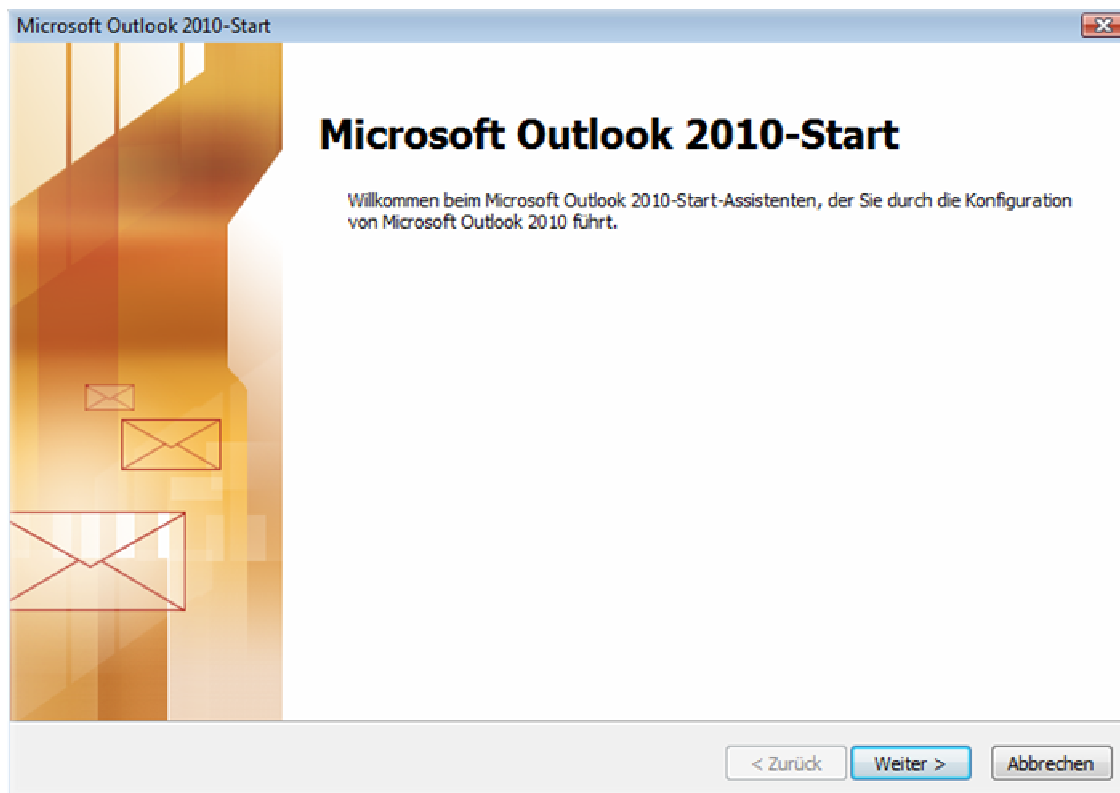 Microsoft Outlook 2010-Start
Microsoft Outlook 2010-Start
Willkommen beim Microsoft Outlook 2010-Start-Assistenten, der Sie durch die Konfiguration
von Microsoft Outlook 2010 führt.
< Zurück
Weiter >
Abbrechen